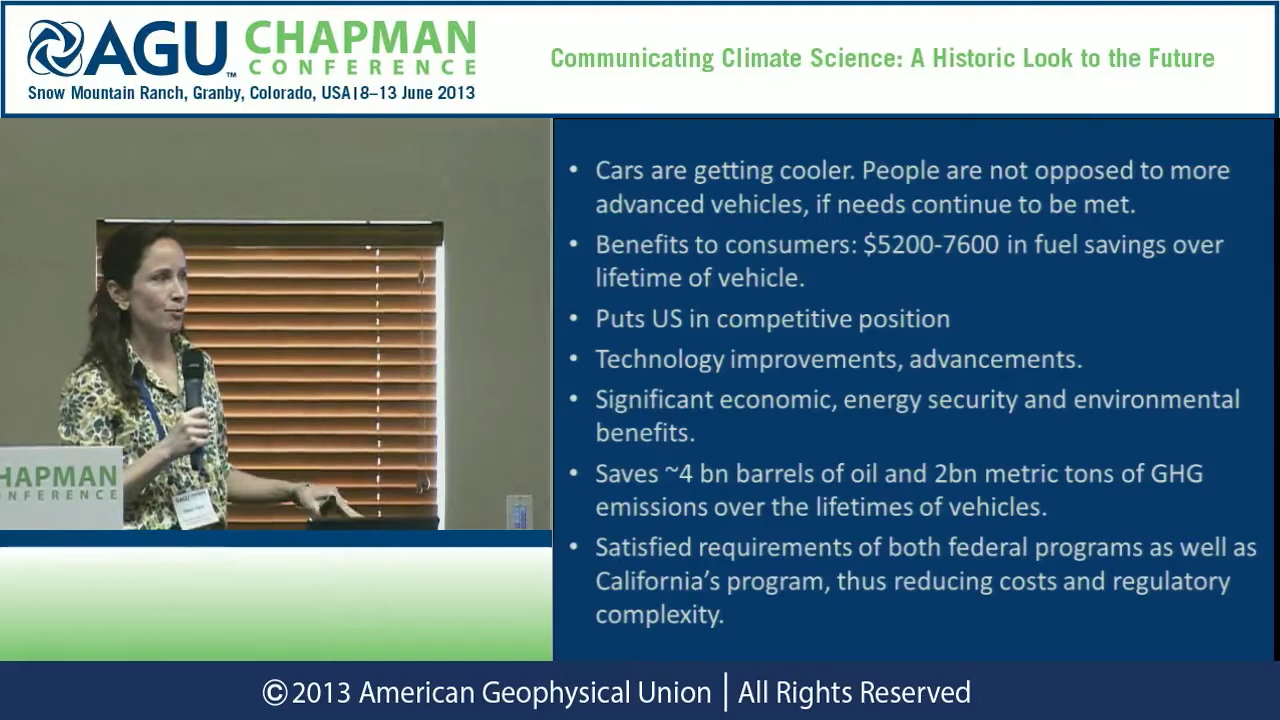 AGU™ CHAPMAN
CONFERENCE
Snow Mountain Ranch, Granby, Colorado, USA|8–13 June 2013
Communicating Climate Science: A Historic Look to the Future
• Cars are getting cooler. People are not opposed to more
advanced vehicles, if needs continue to be met.
• Benefits to consumers: $5200-7600 in fuel savings over
lifetime of vehicle.
• Puts US in competitive position
• Technology improvements, advancements.
• Significant economic, energy security and environmental
benefits.
• Saves ~4 bn barrels of oil and 2bn metric tons of GHG
emissions over the lifetimes of vehicles.
• Satisfied requirements of both federal programs as well as
California's program, thus reducing costs and regulatory
complexity.
HAPMAN
ONFERENCE
AGU
©2013 American Geophysical Union | All Rights Reserved